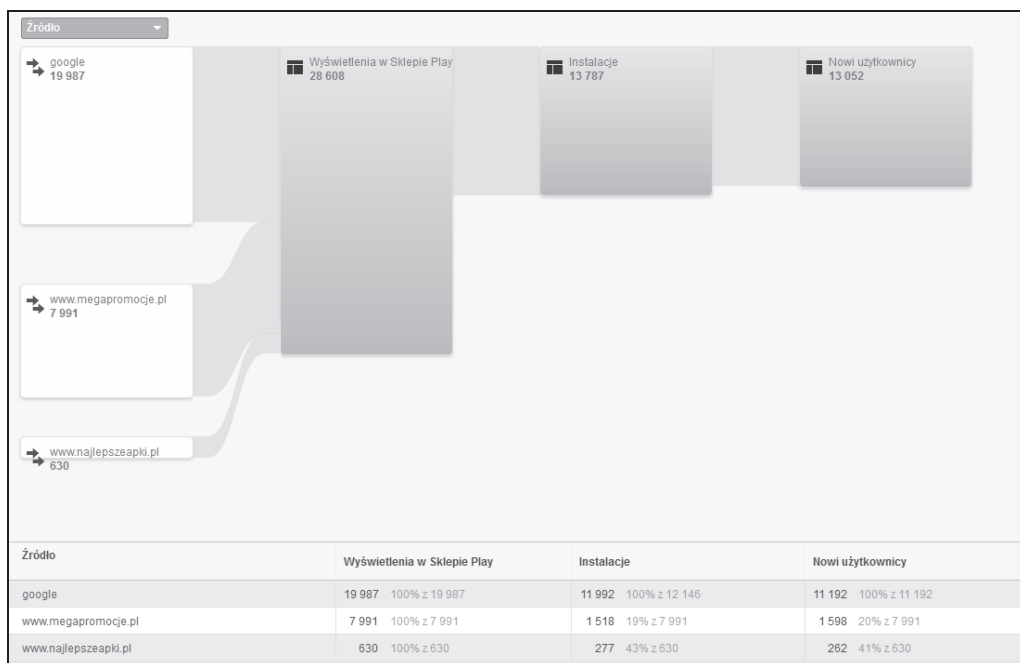 Źródło
google
19 987
Wyświetlenia w Sklepie Play
28 608
Instalacje
13 787
Nowi użytkownicy
13 052
www.megapromocje.pl
7 991
www.najlepszeapki.pl
630
Źródło Wyświetlenia w Sklepie Play Instalacje Nowi użytkownicy
google 19 987 100% z 19 987 11 992 100% z 12 146 11 192 100% z 11 192
www.megapromocje.pl 7 991 100% z 7 991 1 518 19% z 7 991 1 598 20% z 7 991
www.najlepszeapki.pl 630 100% z 630 277 43% z 630 262 41% z 630